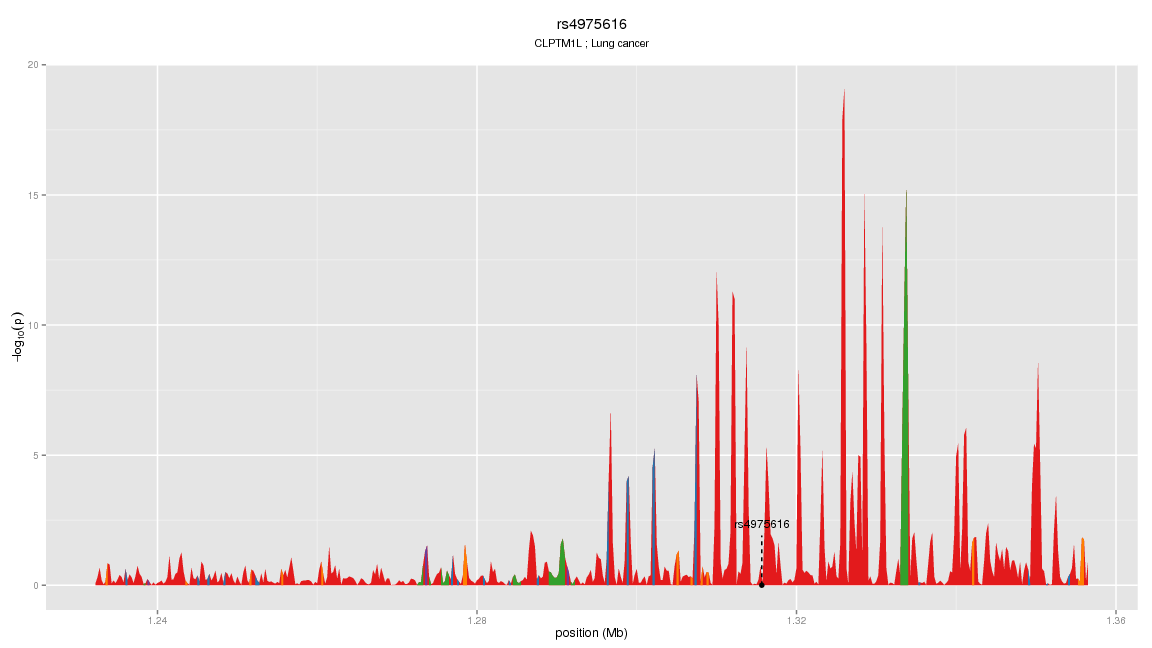 rs4975616
CLPTM1L ; Lung cancer
20
15
10
5
0
−log10(p)
rs4975616
1.24
1.28
1.32
1.36
position (Mb)